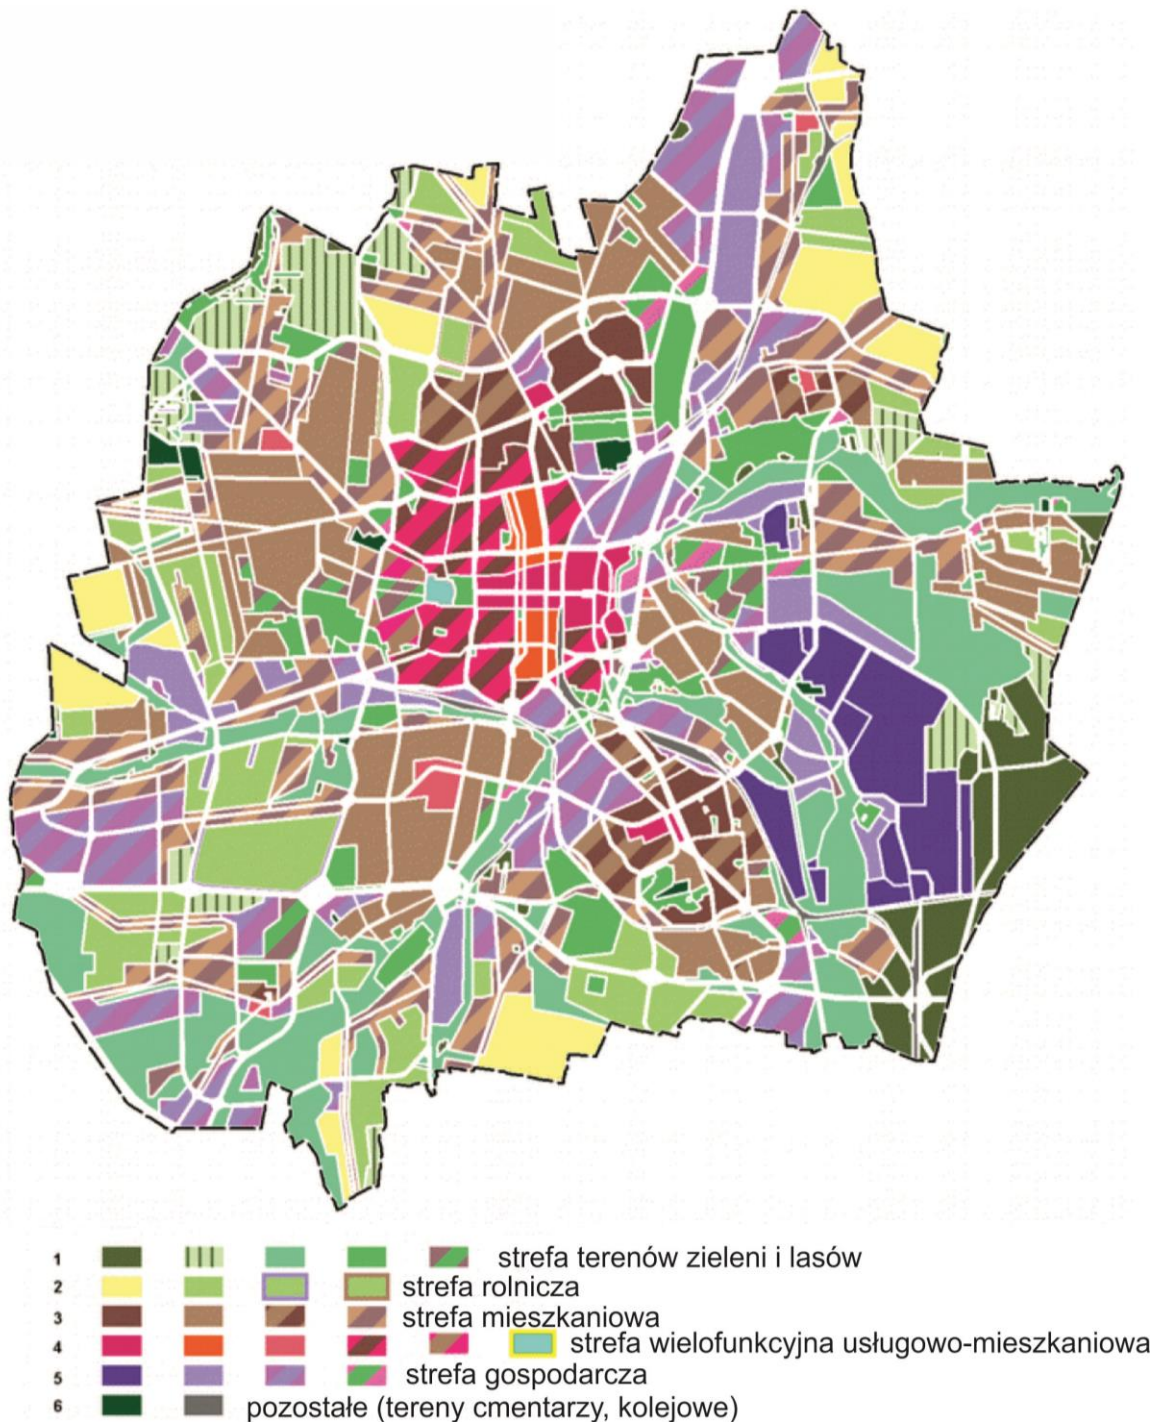 1 strefa terenów zieleni i lasów
2 strefa rolnicza
3 strefa mieszkaniowa
4 strefa wielofunkcyjna usługowo-mieszkaniowa
5 strefa gospodarcza
6 pozostałe (tereny cmentarzy, kolejowe)